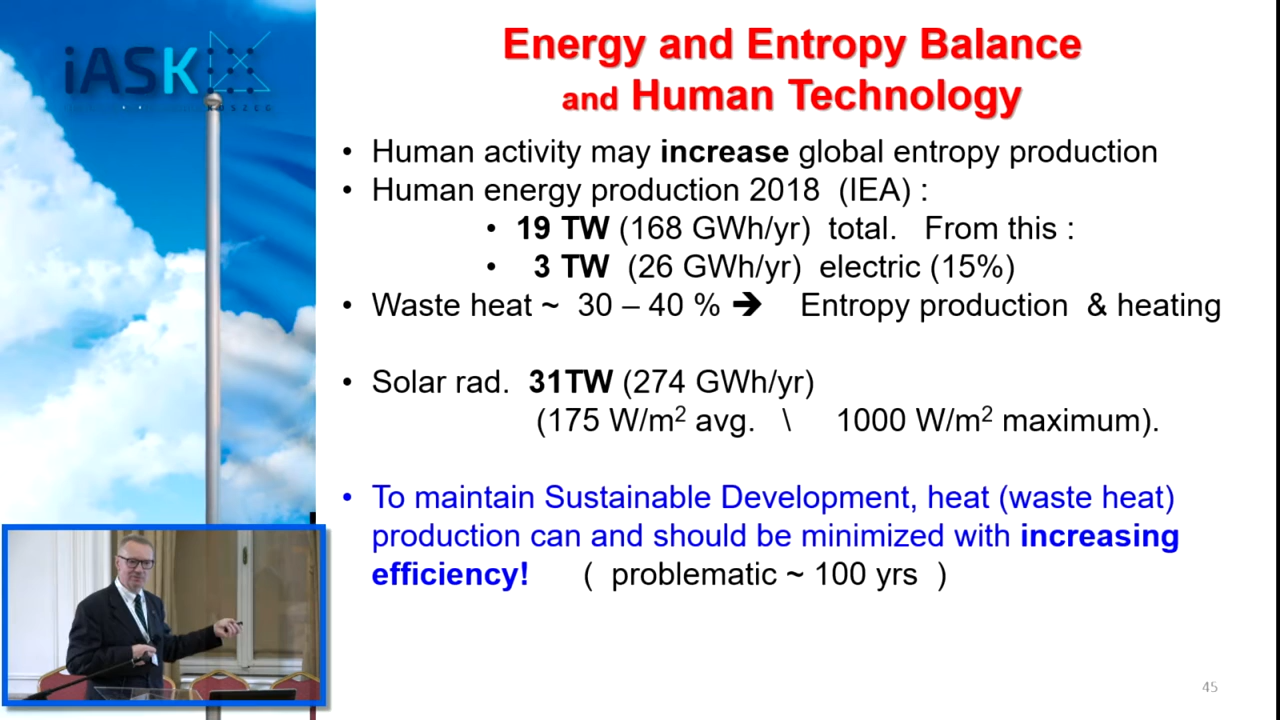 iASK
Energy and Entropy Balance
and Human Technology
• Human activity may increase global entropy production
• Human energy production 2018 (IEA) :
• 19 TW (168 GWh/yr) total. From this :
• 3 TW (26 GWh/yr) electric (15%)
• Waste heat ~ 30 – 40 % ➔ Entropy production & heating
• Solar rad. 31TW (274 GWh/yr)
(175 W/m² avg. \ 1000 W/m² maximum).
• To maintain Sustainable Development, heat (waste heat)
production can and should be minimized with increasing
efficiency! ( problematic ~ 100 yrs )
45